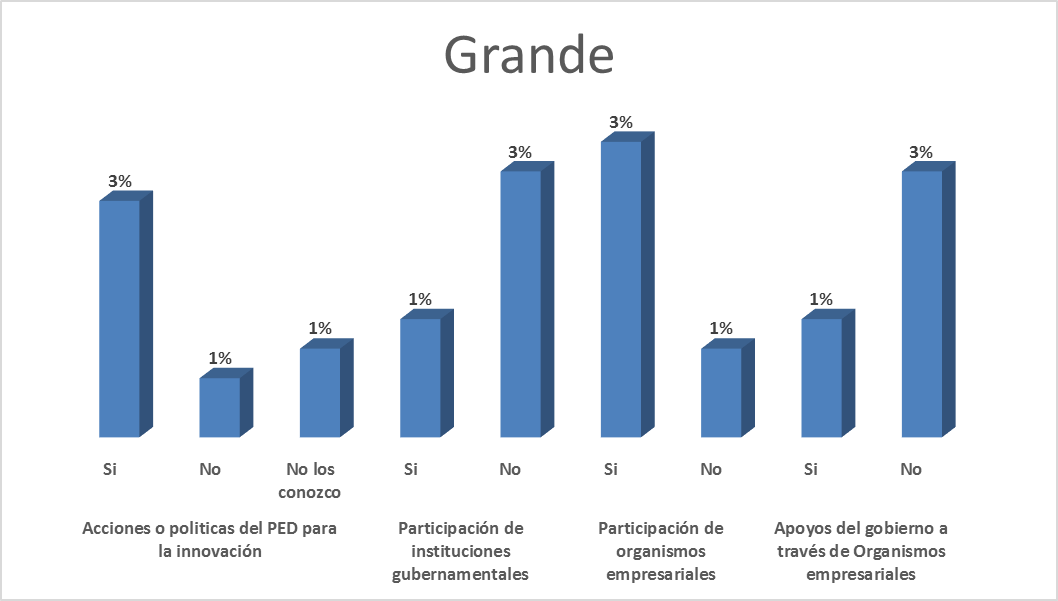 Grande
3%
1%
1%
1%
3%
3%
1%
1%
3%
Si
No
No los
conozco
Si
No
Si
No
Si
No
Acciones o politicas del PED para
la innovación
Participación de
instituciones
gubernamentales
Participación de
organismos
empresariales
Apoyos del gobierno a
través de Organismos
empresariales